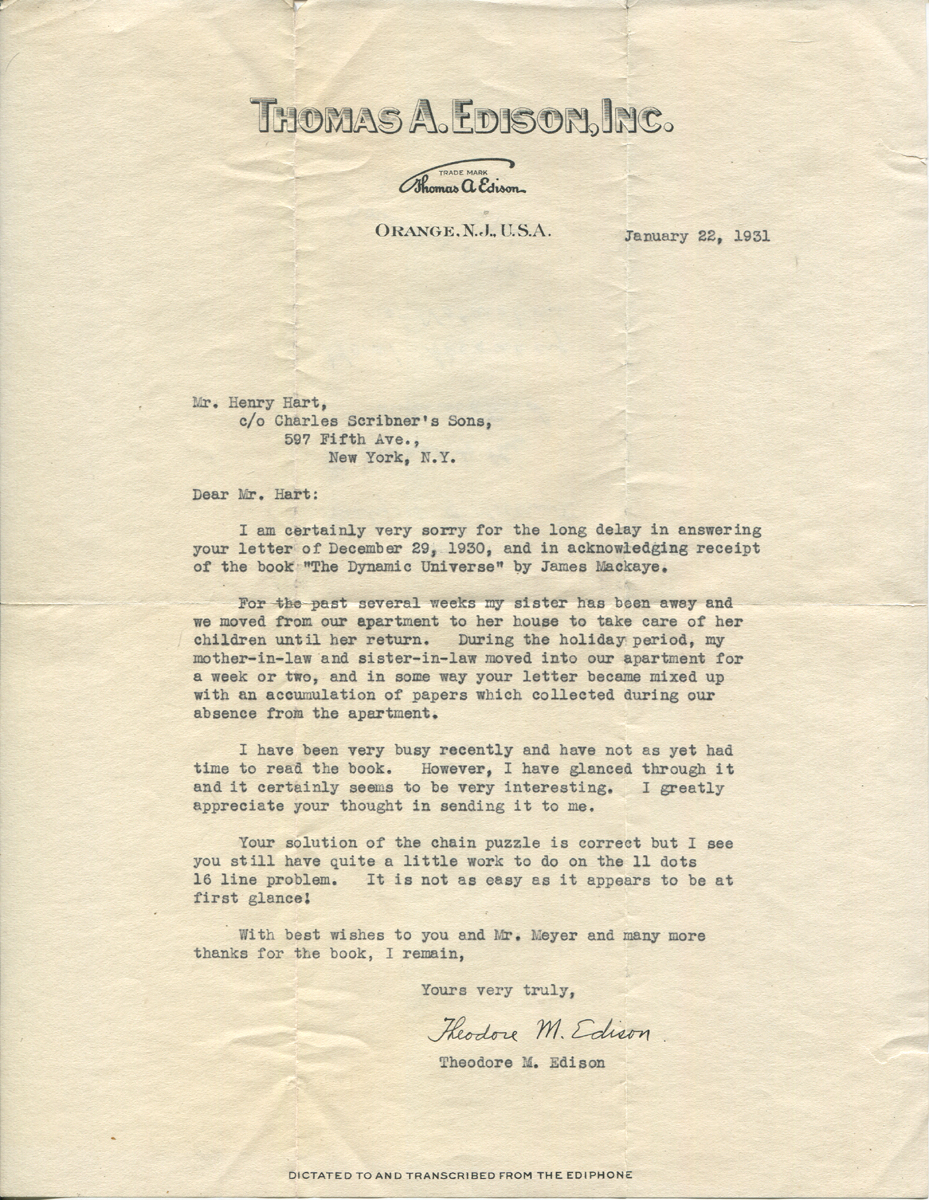 THOMAS A. EDISON, INC.
TRADE MARK
Thomas A Edison
ORANGE, N.J., U.S.A.
January 22, 1931
Mr. Henry Hart,
c/o Charles Scribner's Sons,
597 Fifth Ave.,
New York, N.Y.
Dear Mr. Hart:
I am certainly very sorry for the long delay in answering
your letter of December 29, 1930, and in acknowledging receipt
of the book "The Dynamic Universe" by James Mackaye.
For the past several weeks my sister has been away and
we moved from our apartment to her house to take care of her
children until her return. During the holiday period, my
mother-in-law and sister-in-law moved into our apartment for
a week or two, and in some way your letter became mixed up
with an accumulation of papers which collected during our
absence from the apartment.
I have been very busy recently and have not as yet had
time to read the book. However, I have glanced through it
and it certainly seems to be very interesting. I greatly
appreciate your thought in sending it to me.
Your solution of the chain puzzle is correct but I see
you still have quite a little work to do on the 11 dots
16 line problem. It is not as easy as it appears to be at
first glance!
With best wishes to you and Mr. Meyer and many more
thanks for the book, I remain,
Yours very truly,
Theodore M. Edison.
Theodore M. Edison
DICTATED TO AND TRANSCRIBED FROM THE EDIPHONE